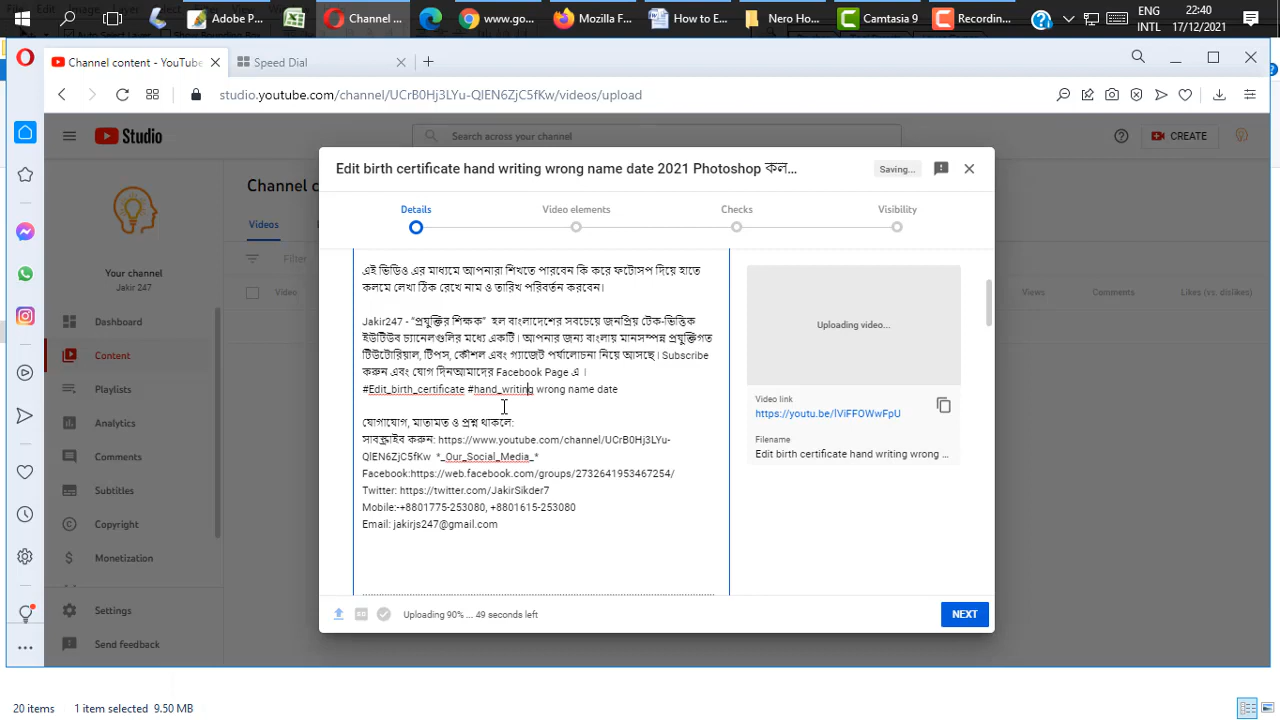 File Edit Image Layer
Adobe P...
Channel ...
www.go...
Mozilla F...
How to E...
Nero Ho...
Camtasia 9
Recordin...
ENG
INTL
22:40
17/12/2021
Channel content - YouTube
Speed Dial
studio.youtube.com/channel/UCrB0Hj3LYu-QlEN6ZjC5fKw/videos/upload
Studio
Search across your channel
CREATE
Your channel
Jakir 247
Dashboard
Content
Playlists
Analytics
Comments
Subtitles
Copyright
Monetization
Settings
Send feedback
Channel c
Videos
Filter
Video
Views
Comments
Likes (vs. dislikes)
Edit birth certificate hand writing wrong name date 2021 Photoshop কল...
Saving...
Details
Video elements
Checks
Visibility
এই ভিডিও এর মাধ্যমে আপনারা শিখতে পারবেন কি করে ফটোসপ দিয়ে হাতে
কলমে লেখা ঠিক রেখে নাম ও তারিখ পরিবর্তন করবেন।
Jakir247 - “প্রযুক্তির শিক্ষক” হল বাংলাদেশের সবচেয়ে জনপ্রিয় টেক-ভিত্তিক
ইউটিউব চ্যানেলগুলির মধ্যে একটি। আপনার জন্য বাংলায় মানসম্পন্ন প্রযুক্তিগত
টিউটোরিয়াল, টিপস, কৌশল এবং গ্যাজেট পর্যালোচনা নিয়ে আসছে। Subscribe
করুন এবং যোগ দিনআমাদের Facebook Page এ ।
#Edit_birth_certificate #hand_writing wrong name date
যোগাযোগ, মাতামত ও প্রশ্ন থাকলে:
সাবস্ক্রাইব করুন: https://www.youtube.com/channel/UCrB0Hj3LYu-
QlEN6ZjC5fKw *_Our_Social_Media_*
Facebook:https://web.facebook.com/groups/2732641953467254/
Twitter: https://twitter.com/JakirSikder7
Mobile:-+8801775-253080, +8801615-253080
Email: jakirjs247@gmail.com
Uploading video...
Video link
https://youtu.be/lViFFOWwFpU
Filename
Edit birth certificate hand writing wrong ...
Uploading 90% ... 49 seconds left
NEXT
20 items
1 item selected 9.50 MB